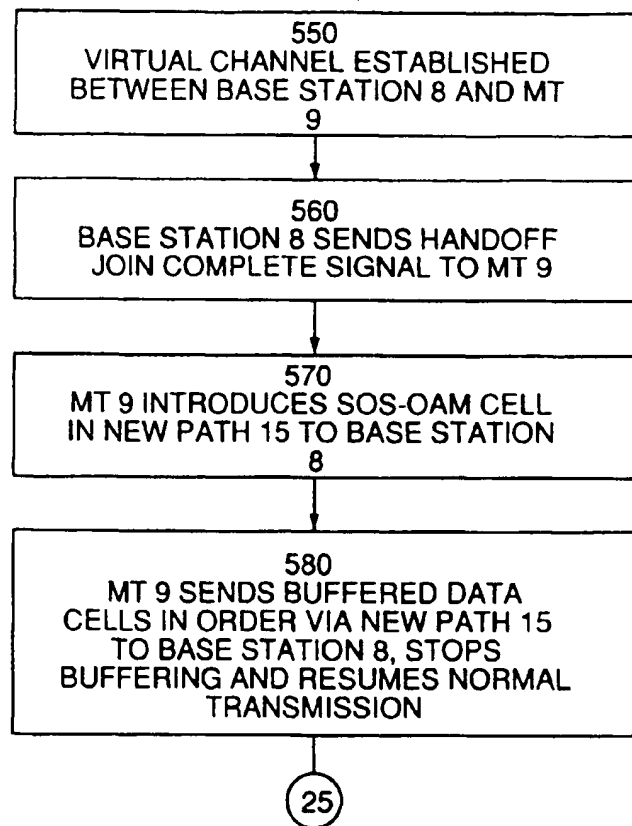 550
VIRTUAL CHANNEL ESTABLISHED
BETWEEN BASE STATION 8 AND MT
9
560
BASE STATION 8 SENDS HANDOFF
JOIN COMPLETE SIGNAL TO MT 9
570
MT 9 INTRODUCES SOS-OAM CELL
IN NEW PATH 15 TO BASE STATION
8
580
MT 9 SENDS BUFFERED DATA
CELLS IN ORDER VIA NEW PATH 15
TO BASE STATION 8, STOPS
BUFFERING AND RESUMES NORMAL
TRANSMISSION
25